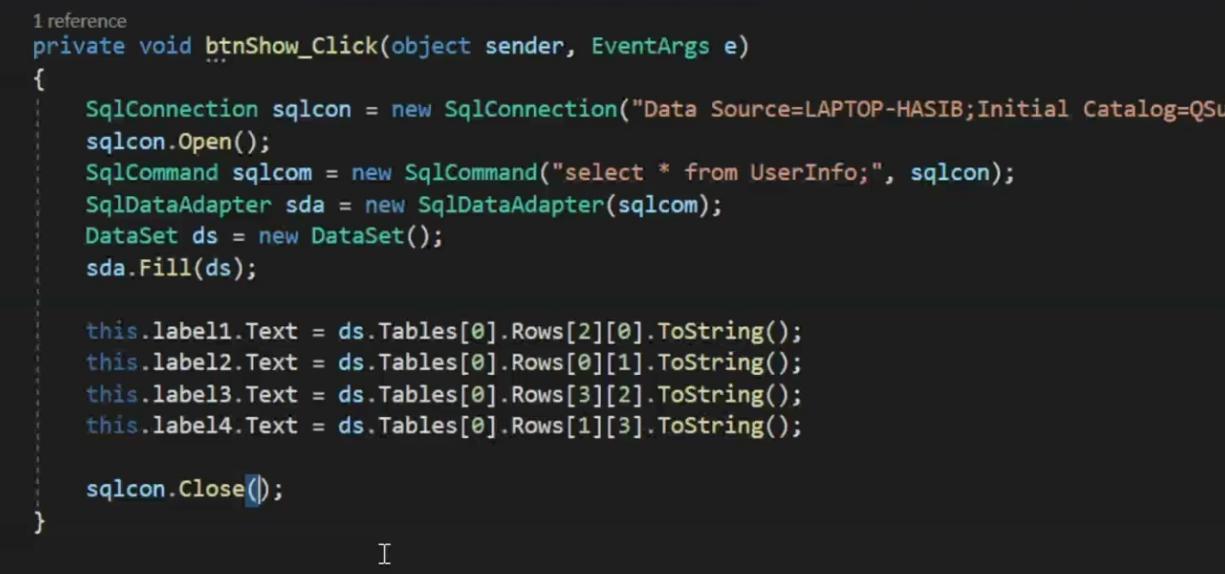 1 reference
private void btnShow_Click(object sender, EventArgs e)
{
SqlConnection sqlcon = new SqlConnection("Data Source=LAPTOP-HASIB;Initial Catalog=QSu
sqlcon.Open();
SqlCommand sqlcom = new SqlCommand("select * from UserInfo;", sqlcon);
SqlDataAdapter sda = new SqlDataAdapter(sqlcom);
DataSet ds = new DataSet();
sda.Fill(ds);
this.label1.Text = ds.Tables[0].Rows[2][0].ToString();
this.label2.Text = ds.Tables[0].Rows[0][1].ToString();
this.label3.Text = ds.Tables[0].Rows[3][2].ToString();
this.label4.Text = ds.Tables[0].Rows[1][3].ToString();
sqlcon.Close();
}